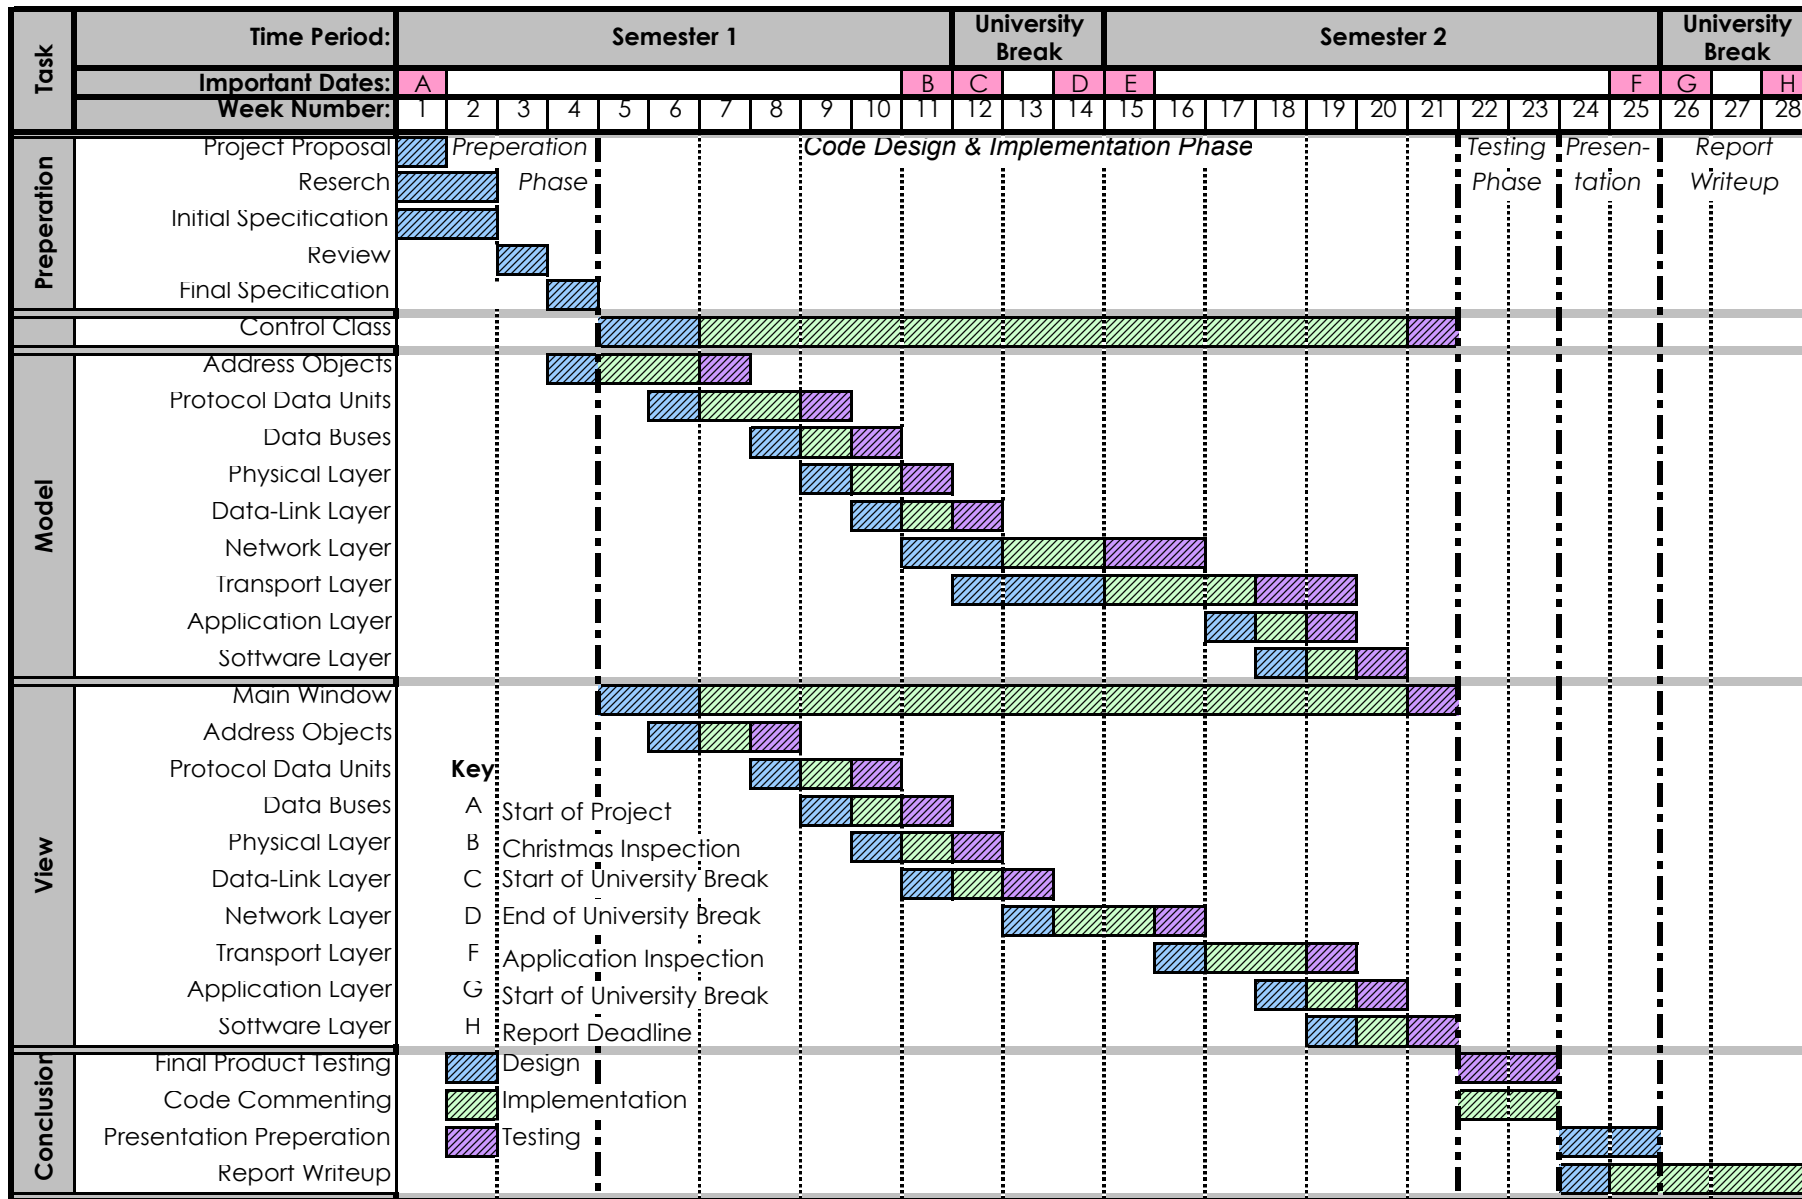 Task
Time Period:
Semester 1
University
Break
Semester 2
University
Break
Important Dates:
A
B
C
D
E
F
G
H
Week Number:
1 2 3 4 5 6 7 8 9 10 11 12 13 14 15 16 17 18 19 20 21 22 23 24 25 26 27 28
Preperation
Project Proposal
Reserch
Initial Specification
Review
Final Specification
Preperation
Phase
Code Design & Implementation Phase
Testing
Phase
Presen-
tation
Report
Writeup
Control Class
Model
Address Objects
Protocol Data Units
Data Buses
Physical Layer
Data-Link Layer
Network Layer
Transport Layer
Application Layer
Software Layer
View
Main Window
Address Objects
Protocol Data Units
Data Buses
Physical Layer
Data-Link Layer
Network Layer
Transport Layer
Application Layer
Software Layer
Key
A Start of Project
B Christmas Inspection
C Start of University Break
D End of University Break
F Application Inspection
G Start of University Break
H Report Deadline
Design
Implementation
Testing
Conclusion
Final Product Testing
Code Commenting
Presentation Preperation
Report Writeup